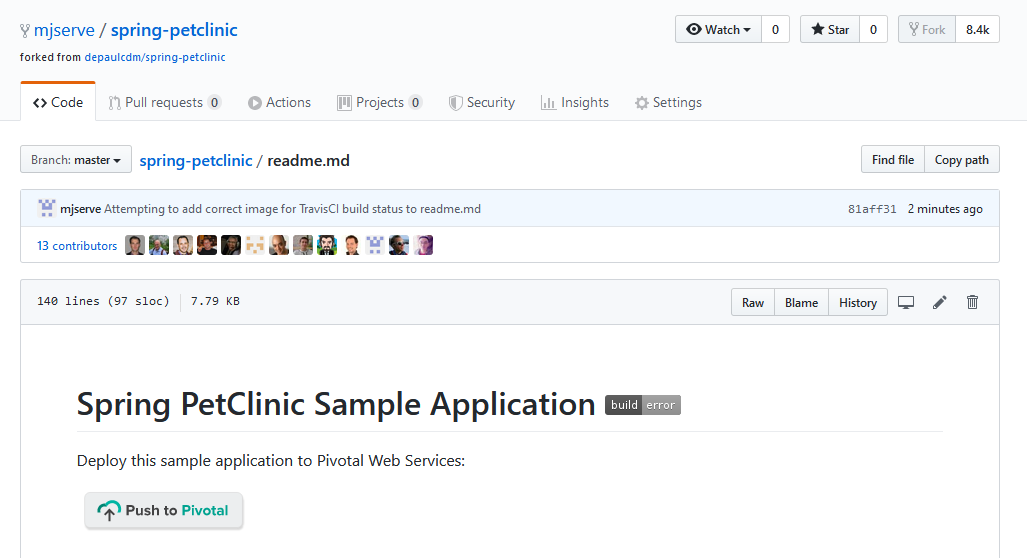 mjserve / spring-petclinic
Watch 0 Star 0 Fork 8.4k
forked from depaulcdm/spring-petclinic
Code Pull requests 0 Actions Projects 0 Security Insights Settings
Branch: master spring-petclinic / readme.md Find file Copy path
mjserve Attempting to add correct image for TravisCI build status to readme.md 81aff31 2 minutes ago
13 contributors
140 lines (97 sloc) 7.79 KB Raw Blame History
Spring PetClinic Sample Application build error
Deploy this sample application to Pivotal Web Services:
Push to Pivotal